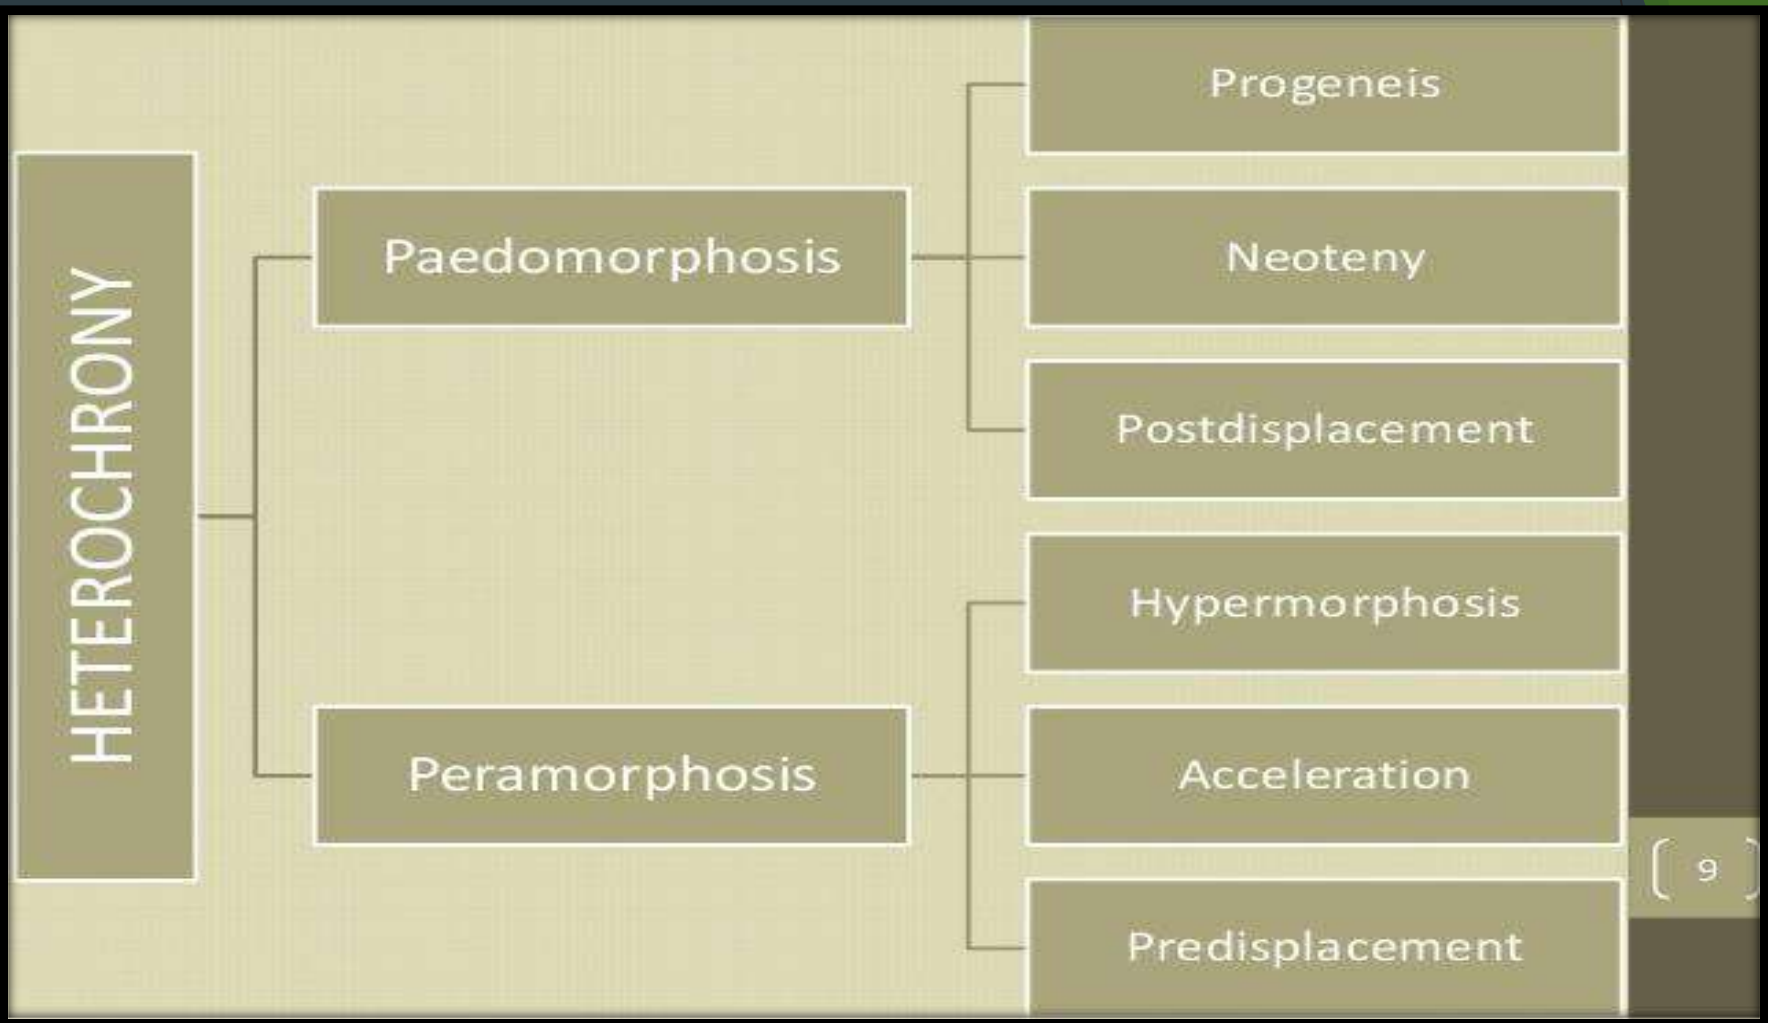 HETEROCHRONY
Paedomorphosis
Progeneis
Neoteny
Postdisplacement
Peramorphosis
Hypermorphosis
Acceleration
Predisplacement
9